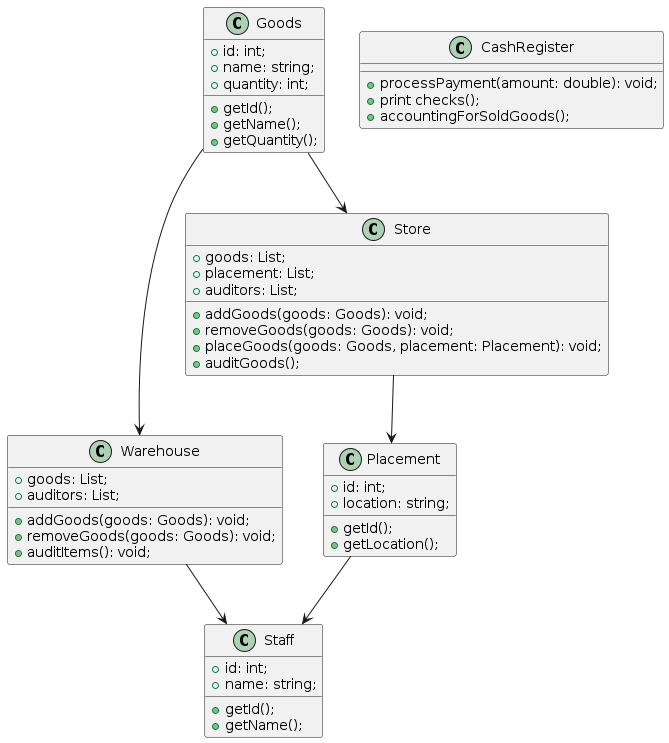 C Goods
id: int;
name: string;
quantity: int;
getId();
getName();
getQuantity();
C CashRegister
processPayment(amount: double): void;
print checks();
accountingForSoldGoods();
C Store
goods: List;
placement: List;
auditors: List;
addGoods(goods: Goods): void;
removeGoods(goods: Goods): void;
placeGoods(goods: Goods, placement: Placement): void;
auditGoods();
C Warehouse
goods: List;
auditors: List;
addGoods(goods: Goods): void;
removeGoods(goods: Goods): void;
auditItems(): void;
C Placement
id: int;
location: string;
getId();
getLocation();
C Staff
id: int;
name: string;
getId();
getName();